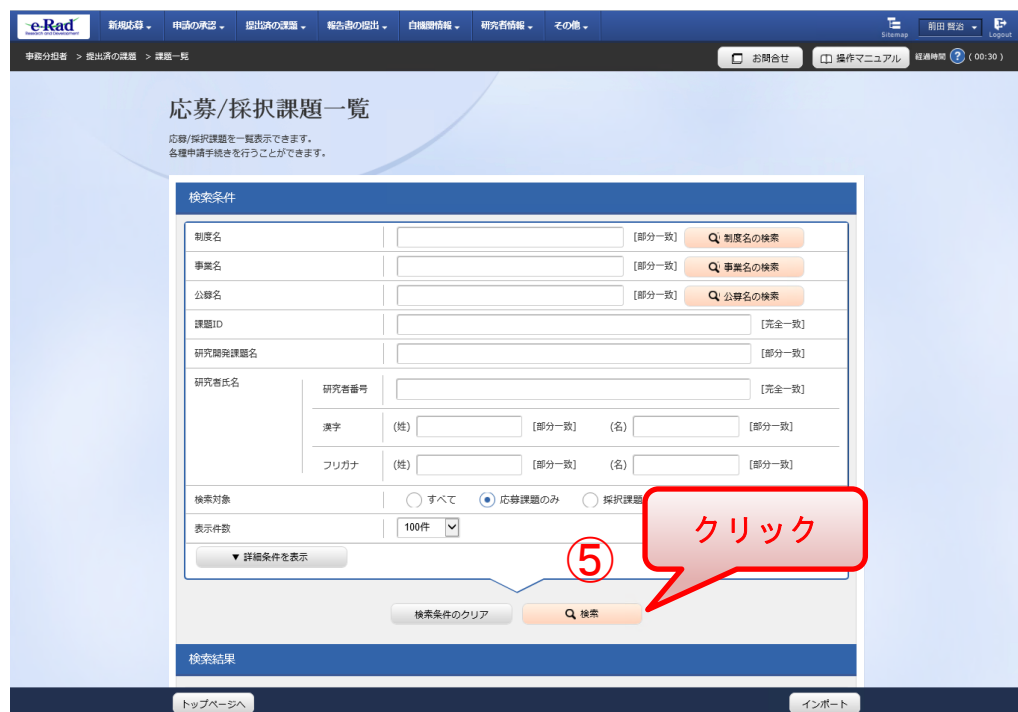 e-Rad
新規応募 申請の承認 提出済の課題 報告書の提出 自機関情報 研究者情報 その他 Sitemap 前田 賢治 Logout
事務分担者 > 提出済の課題 > 課題一覧 お問合せ 操作マニュアル 経過時間 ? ( 00:30 )
応募/採択課題一覧
応募/採択課題を一覧表示できます。
各種申請手続きを行うことができます。
検索条件
制度名 [部分一致] 制度名の検索
事業名 [部分一致] 事業名の検索
公募名 [部分一致] 公募名の検索
課題ID [完全一致]
研究開発課題名 [部分一致]
研究者氏名 研究者番号 [完全一致]
漢字 (姓) [部分一致] (名) [部分一致]
フリガナ (姓) [部分一致] (名) [部分一致]
検索対象 すべて 応募課題のみ 採択課題
表示件数 100件
クリック
▼ 詳細条件を表示
⑤
検索条件のクリア 検索
検索結果
トップページへ インポート